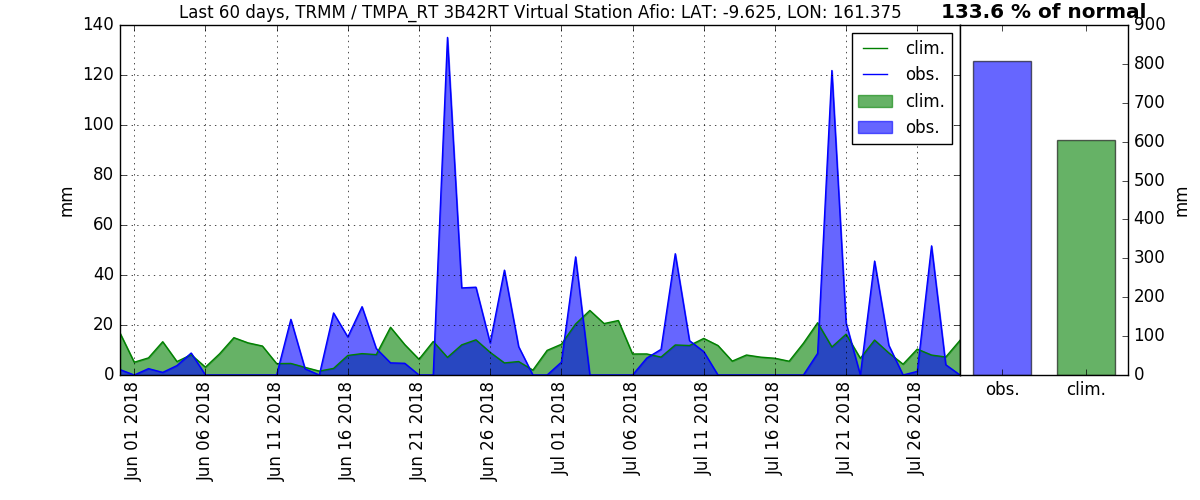 Last 60 days, TRMM / TMPA_RT 3B42RT Virtual Station Afio: LAT: -9.625, LON: 161.375
133.6 % of normal
140
120
100
80
60
40
20
0
mm
clim.
obs.
clim.
obs.
Jun 01 2018
Jun 06 2018
Jun 11 2018
Jun 16 2018
Jun 21 2018
Jun 26 2018
Jul 01 2018
Jul 06 2018
Jul 11 2018
Jul 16 2018
Jul 21 2018
Jul 26 2018
900
800
700
600
500
400
300
200
100
0
mm
obs.
clim.